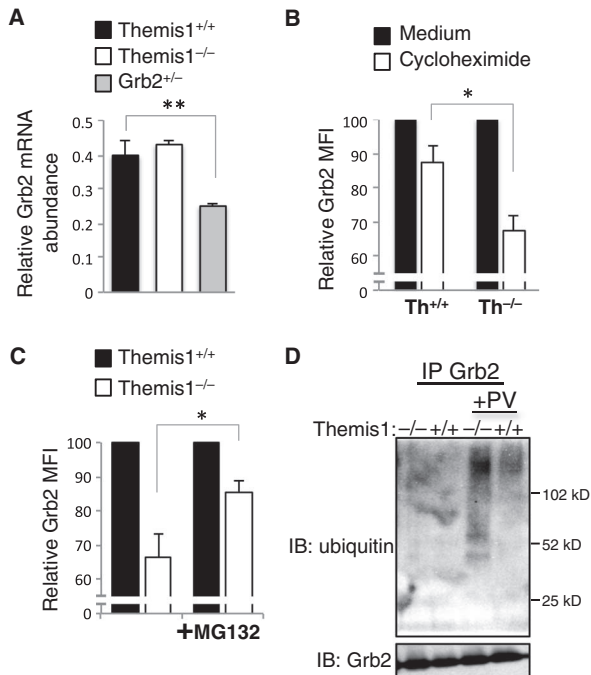 A
Themis1+/+
Themis1−/−
Grb2+/−
**
Relative Grb2 mRNA
abundance
0.5
0.4
0.3
0.2
0.1
0
B
Medium
Cycloheximide
*
Relative Grb2 MFI
100
90
80
70
60
0
Th+/+
Th−/−
C
Themis1+/+
Themis1−/−
*
Relative Grb2 MFI
100
90
80
70
60
0
+MG132
D
IP Grb2
+PV
Themis1: −/− +/+ −/− +/+
IB: ubiquitin
102 kD
52 kD
25 kD
IB: Grb2